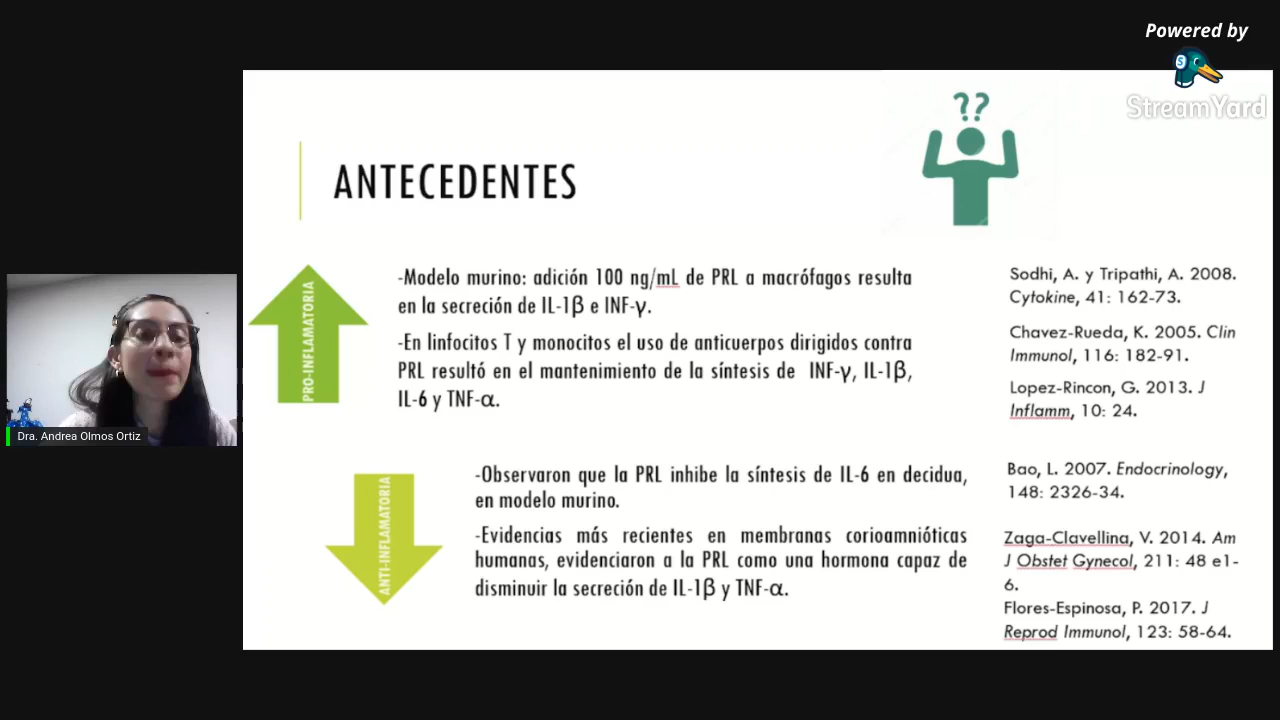 Powered by
S
StreamYard
??
ANTECEDENTES
PRO-INFLAMATORIA
-Modelo murino: adición 100 ng/mL de PRL a macrófagos resulta
en la secreción de IL-1β e INF-γ.
-En linfocitos T y monocitos el uso de anticuerpos dirigidos contra
PRL resultó en el mantenimiento de la síntesis de INF-γ, IL-1β,
IL-6 y TNF-α.
Sodhi, A. y Tripathi, A. 2008.
Cytokine, 41: 162-73.
Chavez-Rueda, K. 2005. Clin
Immunol, 116: 182-91.
Lopez-Rincon, G. 2013. J
Inflamm, 10: 24.
Dra. Andrea Olmos Ortiz
ANTI-INFLAMATORIA
-Observaron que la PRL inhibe la síntesis de IL-6 en decidua,
en modelo murino.
-Evidencias más recientes en membranas corioamnióticas
humanas, evidenciaron a la PRL como una hormona capaz de
disminuir la secreción de IL-1β y TNF-α.
Bao, L. 2007. Endocrinology,
148: 2326-34.
Zaga-Clavellina, V. 2014. Am
J Obstet Gynecol, 211: 48 e1-
6.
Flores-Espinosa, P. 2017. J
Reprod Immunol, 123: 58-64.